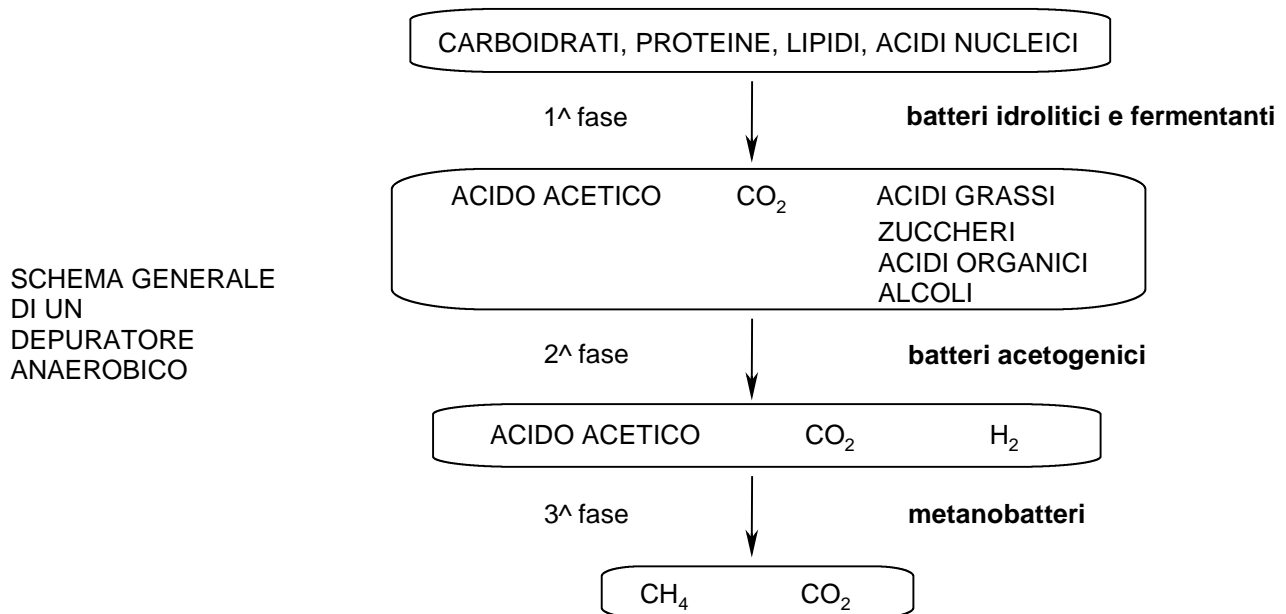 CARBOIDRATI, PROTEINE, LIPIDI, ACIDI NUCLEICI
1^ fase
batteri idrolitici e fermentanti
ACIDO ACETICO CO₂ ACIDI GRASSI
ZUCCHERI
ACIDI ORGANICI
ALCOLI
SCHEMA GENERALE
DI UN
DEPURATORE
ANAEROBICO
2^ fase
batteri acetogenici
ACIDO ACETICO CO₂ H₂
3^ fase
metanobatteri
CH₄ CO₂